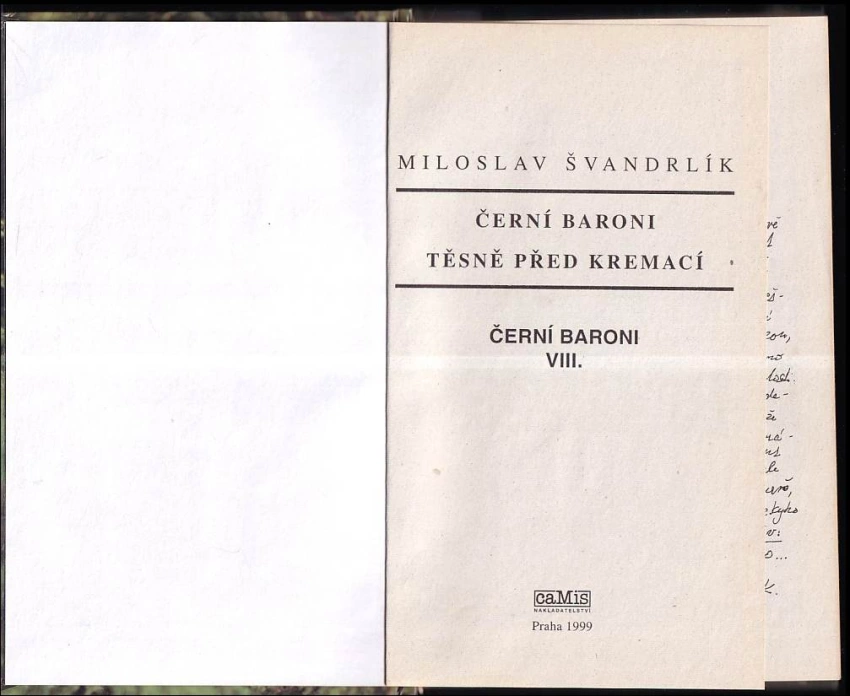 MILOSLAV ŠVANDRLÍK
ČERNÍ BARONI
TĚSNĚ PŘED KREMACÍ
ČERNÍ BARONI
VIII.
caMis
NAKLADATELSTVÍ
Praha 1999